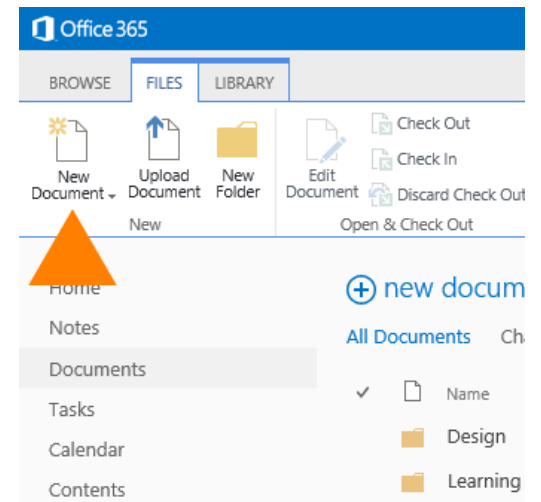 Office 365
BROWSE FILES LIBRARY
New Document
Upload Document
New Folder
Edit Document
Check Out
Check In
Discard Check Out
New
Open & Check Out
Home
Notes
Documents
Tasks
Calendar
Contents
new docum
All Documents Ch
Name
Design
Learning